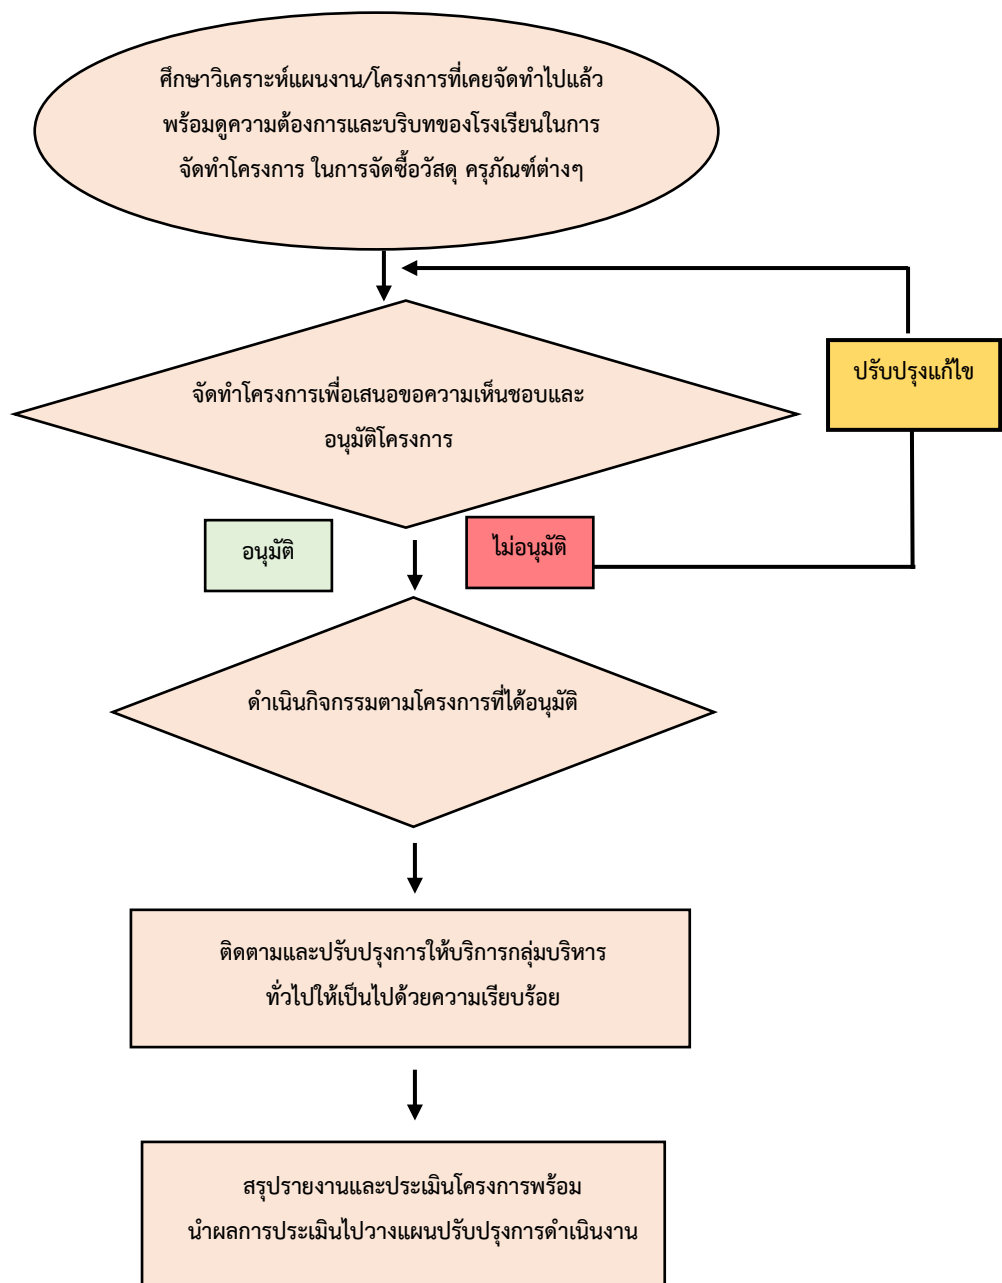 ศึกษาวิเคราะห์แผนงาน/โครงการที่เคยจัดทำไปแล้ว
พร้อมดูความต้องการและบริบทของโรงเรียนในการ
จัดทำโครงการ ในการจัดซื้อวัสดุ ครุภัณฑ์ต่างๆ
ปรับปรุงแก้ไข
จัดทำโครงการเพื่อเสนอขอความเห็นชอบและ
อนุมัติโครงการ
อนุมัติ
ไม่อนุมัติ
ดำเนินกิจกรรมตามโครงการที่ได้อนุมัติ
ติดตามและปรับปรุงการให้บริการกลุ่มบริหาร
ทั่วไปให้เป็นไปด้วยความเรียบร้อย
สรุปรายงานและประเมินโครงการพร้อม
นำผลการประเมินไปวางแผนปรับปรุงการดำเนินงาน